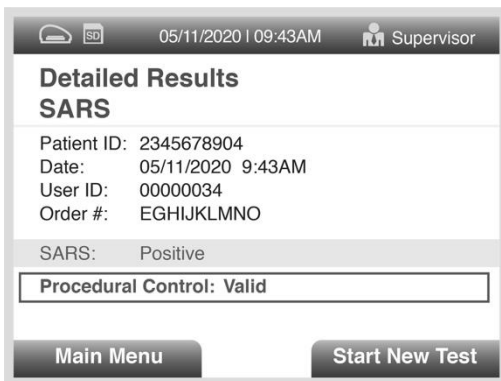 SD 05/11/2020 | 09:43AM Supervisor
Detailed Results
SARS
Patient ID: 2345678904
Date: 05/11/2020 9:43AM
User ID: 00000034
Order #: EGHIJKLMNO
SARS: Positive
Procedural Control: Valid
Main Menu Start New Test